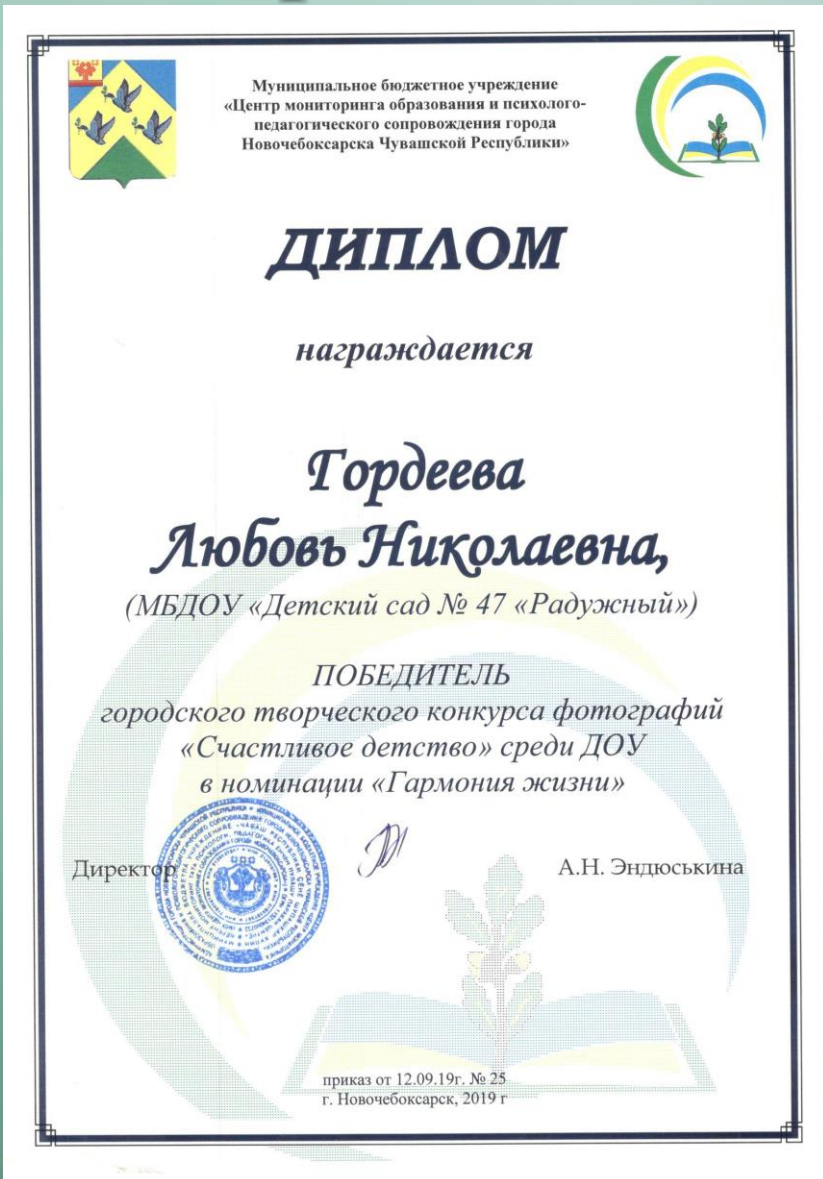 Муниципальное бюджетное учреждение
«Центр мониторинга образования и психолого-
педагогического сопровождения города
Новочебоксарска Чувашской Республики»
ДИПЛОМ
награждается
Гордеева
Любовь Николаевна,
(МБДОУ «Детский сад № 47 «Радужный»)
ПОБЕДИТЕЛЬ
городского творческого конкурса фотографий
«Счастливое детство» среди ДОУ
в номинации «Гармония жизни»
Директор
А.Н. Эндюськина
приказ от 12.09.19г. № 25
г. Новочебоксарск, 2019 г